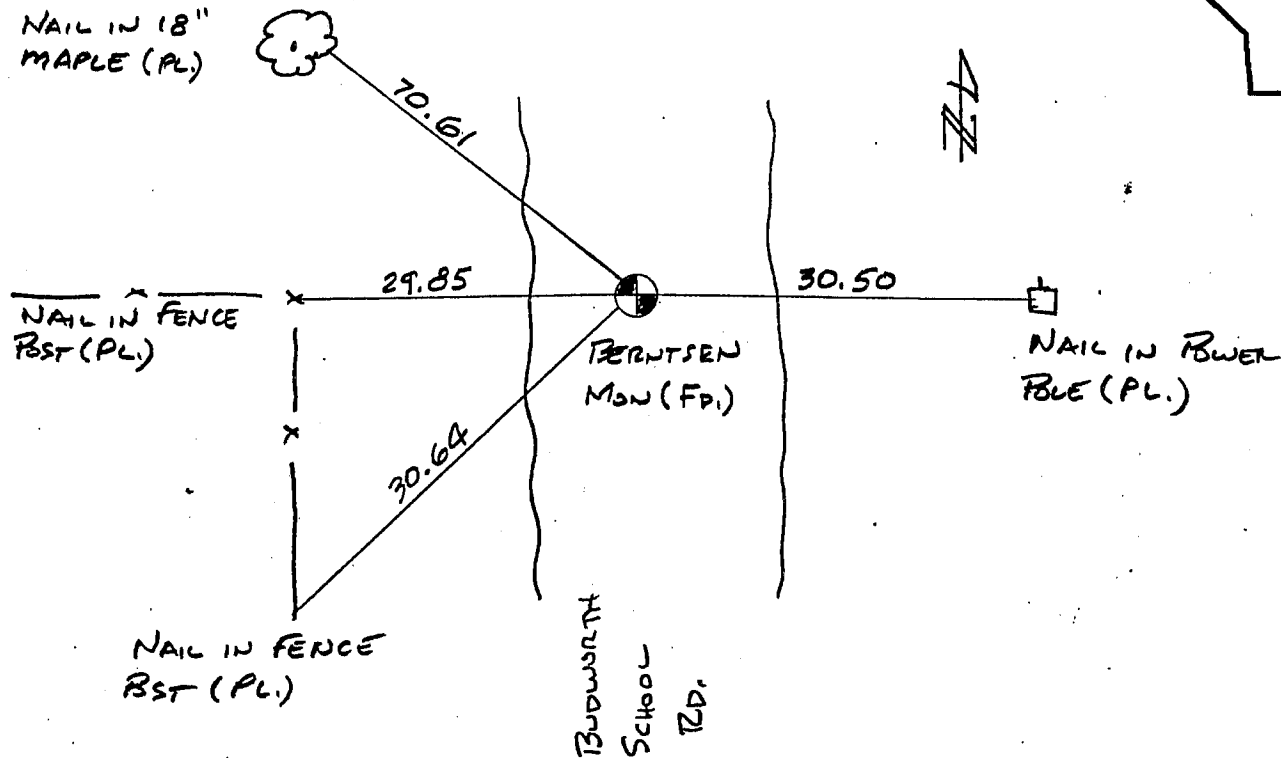 NAIL IN 18"
MAPLE (PL.)
70.61
N
29.85
30.50
NAIL IN FENCE
POST (PL.)
BERNTSEN
MON (FD.)
NAIL IN POWER
POLE (PL.)
30.64
NAIL IN FENCE
POST (PL.)
BUDWORTH
SCHOOL
RD.